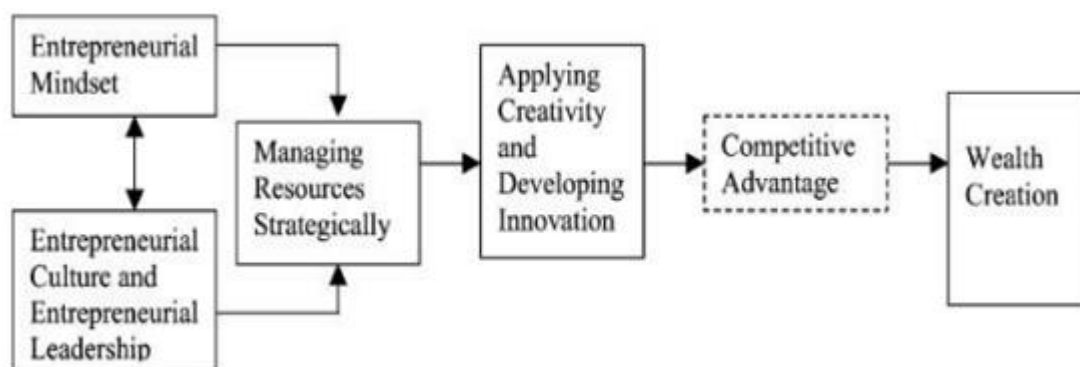 Entrepreneurial
Mindset
Entrepreneurial
Culture and
Entrepreneurial
Leadership
Managing
Resources
Strategically
Applying
Creativity
and
Developing
Innovation
Competitive
Advantage
Wealth
Creation